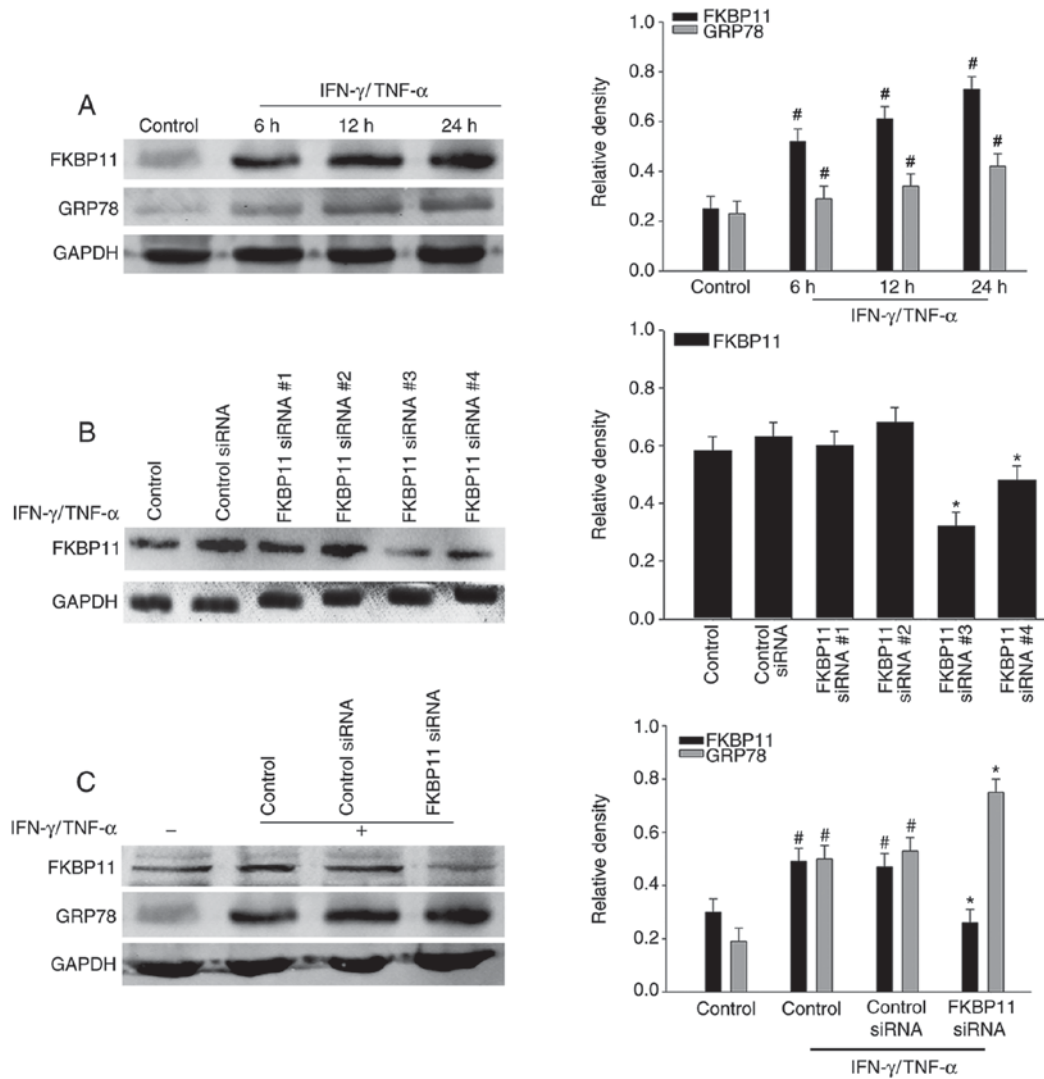 A
IFN-γ/TNF-α
Control 6 h 12 h 24 h
FKBP11
GRP78
GAPDH
1.0
0.8
0.6
0.4
0.2
0.0
Relative density
FKBP11
GRP78
#
#
#
#
#
#
Control 6 h 12 h 24 h
IFN-γ/TNF-α
B
Control
Control siRNA
FKBP11 siRNA #1
FKBP11 siRNA #2
FKBP11 siRNA #3
FKBP11 siRNA #4
IFN-γ/TNF-α
FKBP11
GAPDH
1.0
0.8
0.6
0.4
0.2
0.0
Relative density
FKBP11
*
*
Control
Control
siRNA
FKBP11
siRNA #1
FKBP11
siRNA #2
FKBP11
siRNA #3
FKBP11
siRNA #4
C
Control
Control siRNA
FKBP11 siRNA
IFN-γ/TNF-α – +
FKBP11
GRP78
GAPDH
1.0
0.8
0.6
0.4
0.2
0.0
Relative density
FKBP11
GRP78
#
#
#
#
*
*
Control Control Control FKBP11
siRNA siRNA
IFN-γ/TNF-α